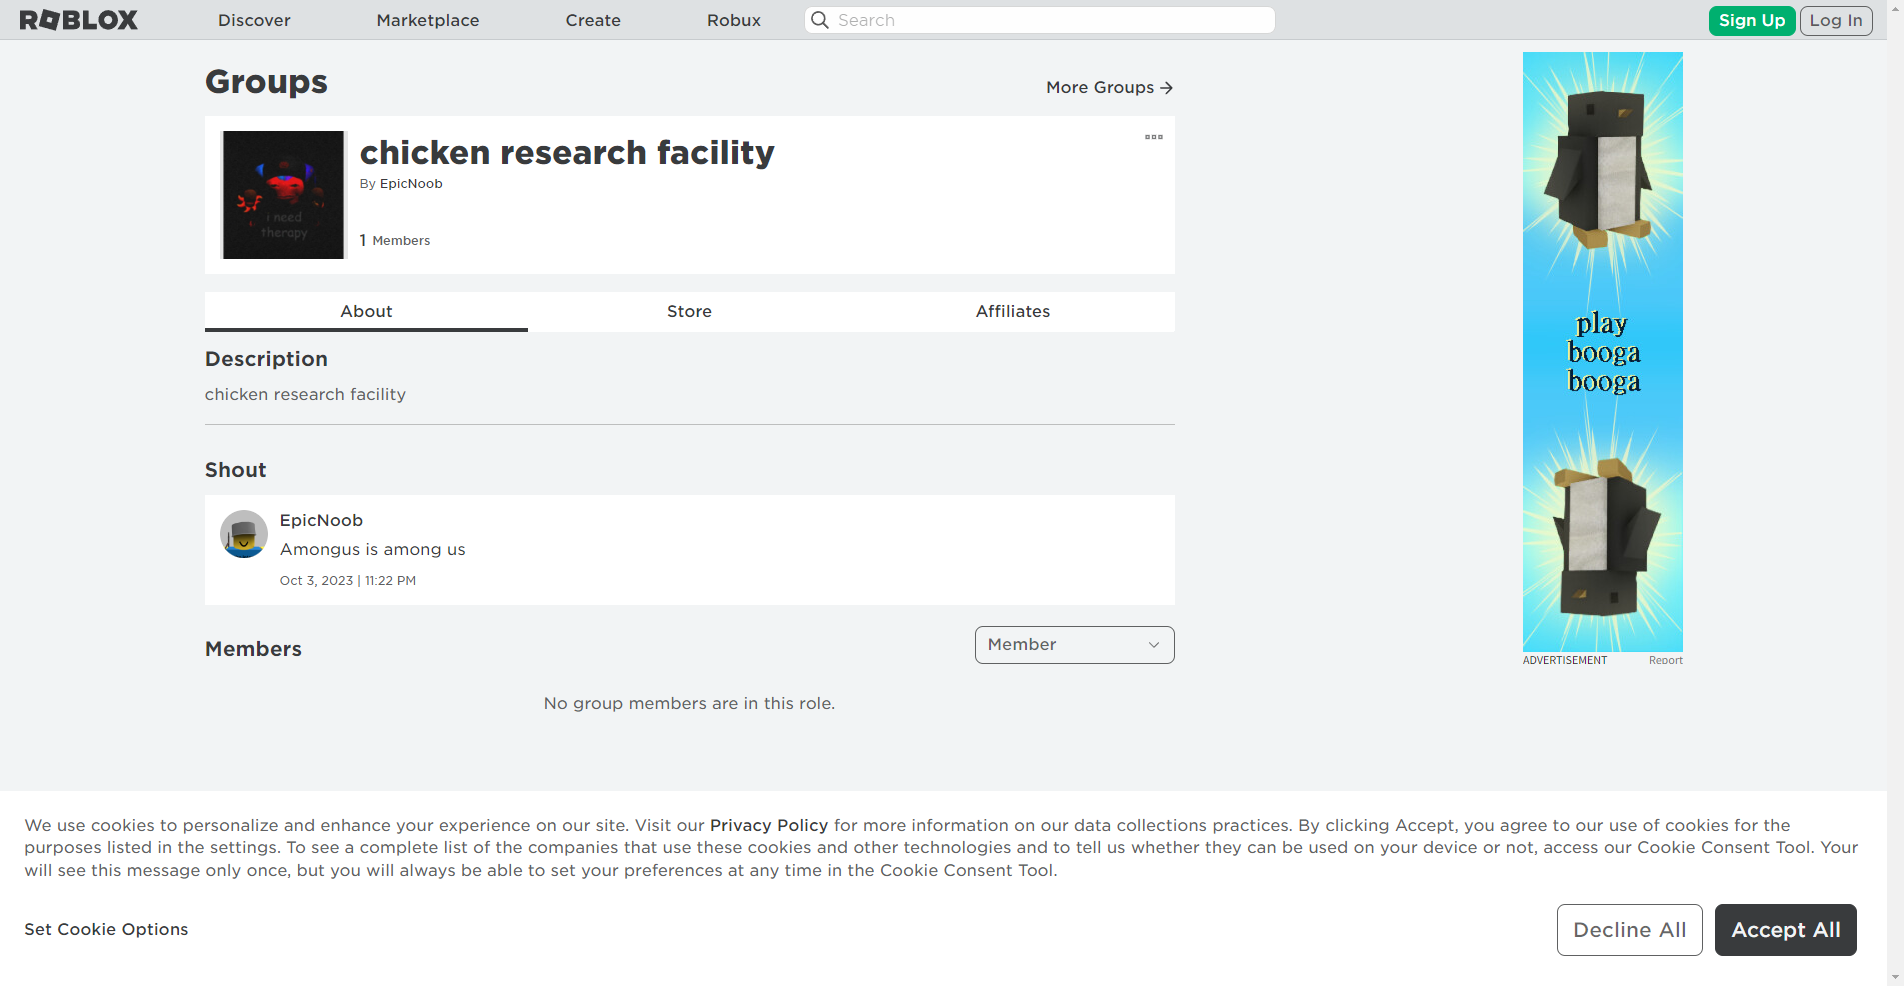 ROBLOX
Discover
Marketplace
Create
Robux
Search
Sign Up
Log In
Groups
More Groups
chicken research facility
By EpicNoob
1 Members
i need
therapy
About
Store
Affiliates
Description
chicken research facility
Shout
EpicNoob
Amongus is among us
Oct 3, 2023 | 11:22 PM
Members
Member
No group members are in this role.
play
booga
booga
ADVERTISEMENT
Report
We use cookies to personalize and enhance your experience on our site. Visit our Privacy Policy for more information on our data collections practices. By clicking Accept, you agree to our use of cookies for the
purposes listed in the settings. To see a complete list of the companies that use these cookies and other technologies and to tell us whether they can be used on your device or not, access our Cookie Consent Tool. Your
will see this message only once, but you will always be able to set your preferences at any time in the Cookie Consent Tool.
Set Cookie Options
Decline All
Accept All